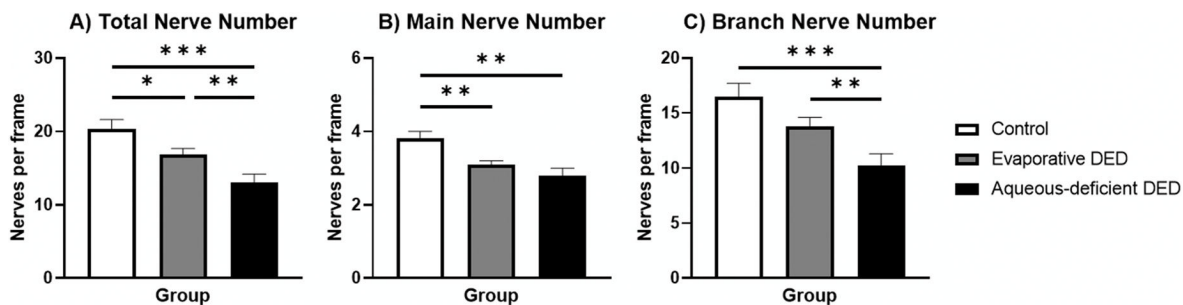 A) Total Nerve Number
Nerves per frame
30
20
10
0
* * *
*
* *
Group
B) Main Nerve Number
Nerves per frame
6
4
2
0
* *
* *
Group
C) Branch Nerve Number
Nerves per frame
20
15
10
5
0
* * *
* *
Group
Control
Evaporative DED
Aqueous-deficient DED